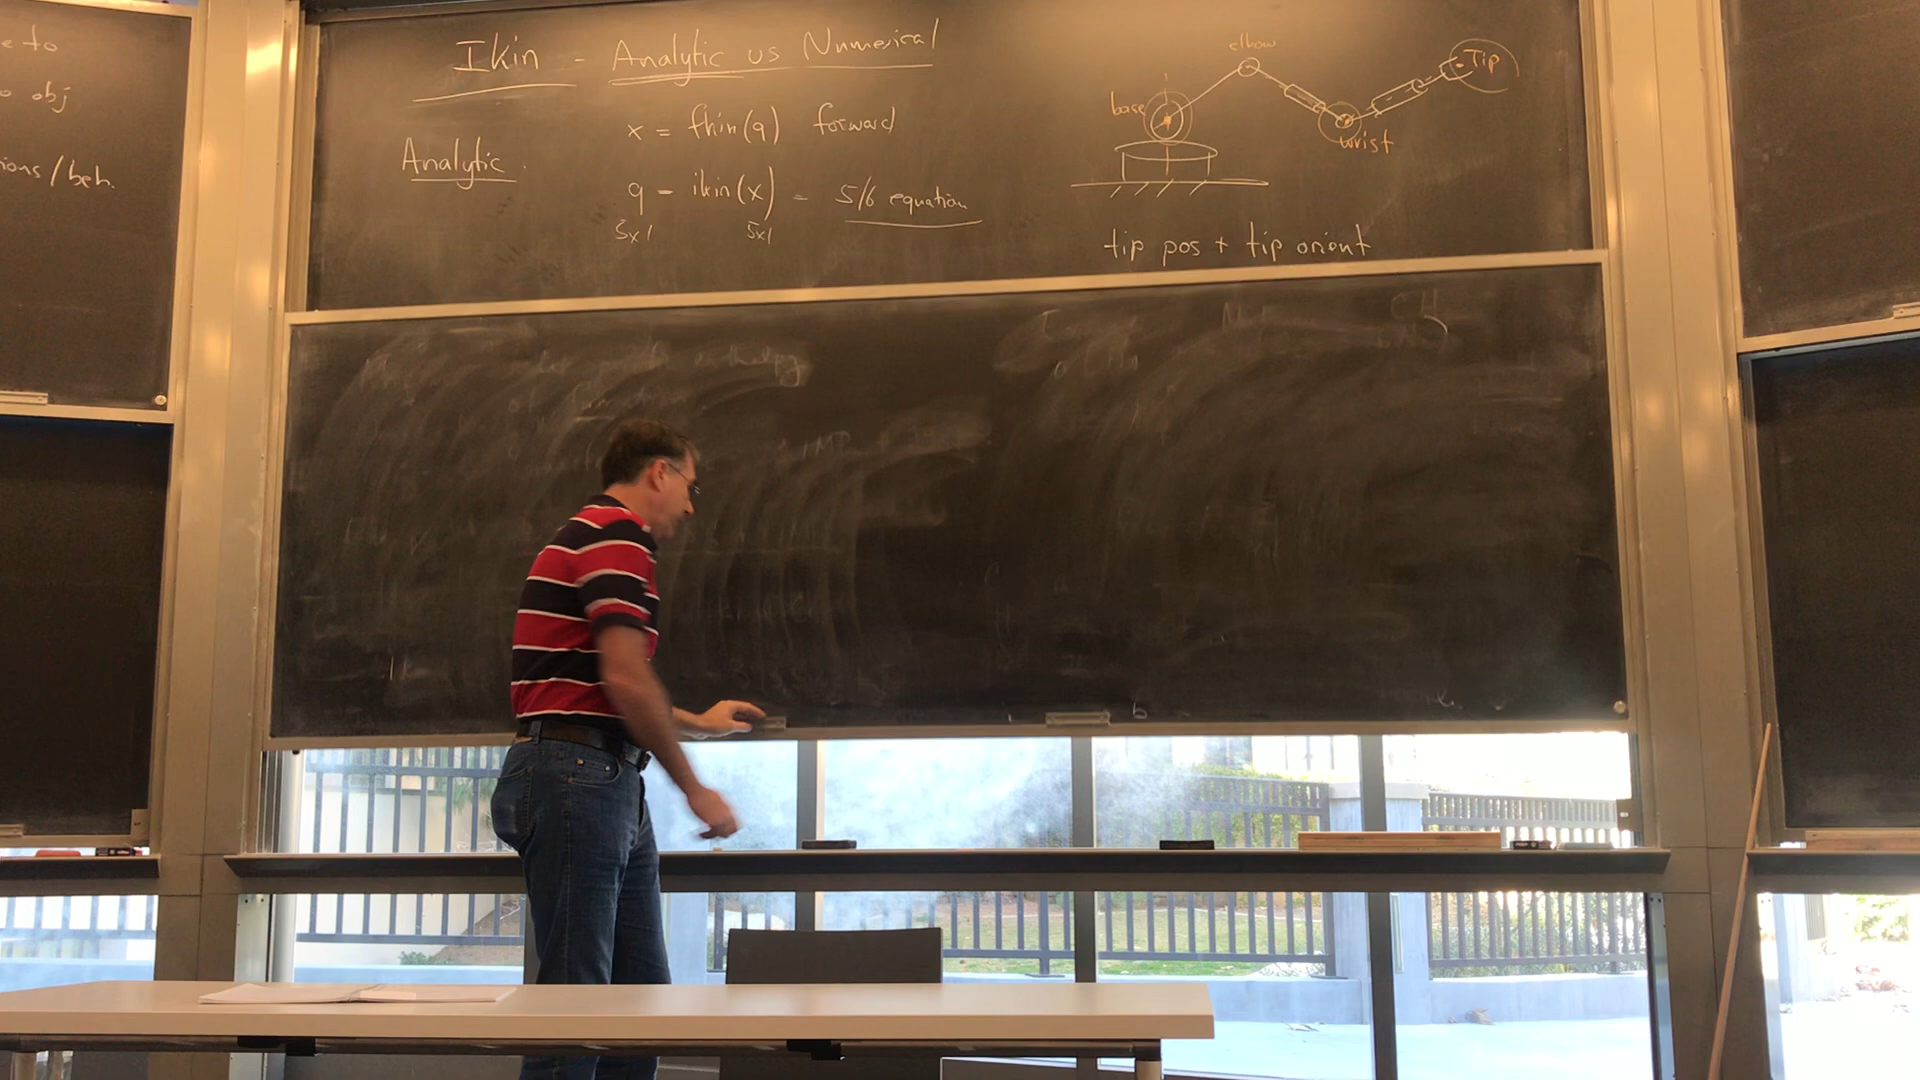 e to
o obj
ions/beh.
Ikin - Analytic vs Numerical
Analytic.
x = fkin(q) forward
q = ikin(x) = 5/6 equation
5x1 5x1
elbow
Tip
base
wrist
tip pos + tip orient
enthalpy